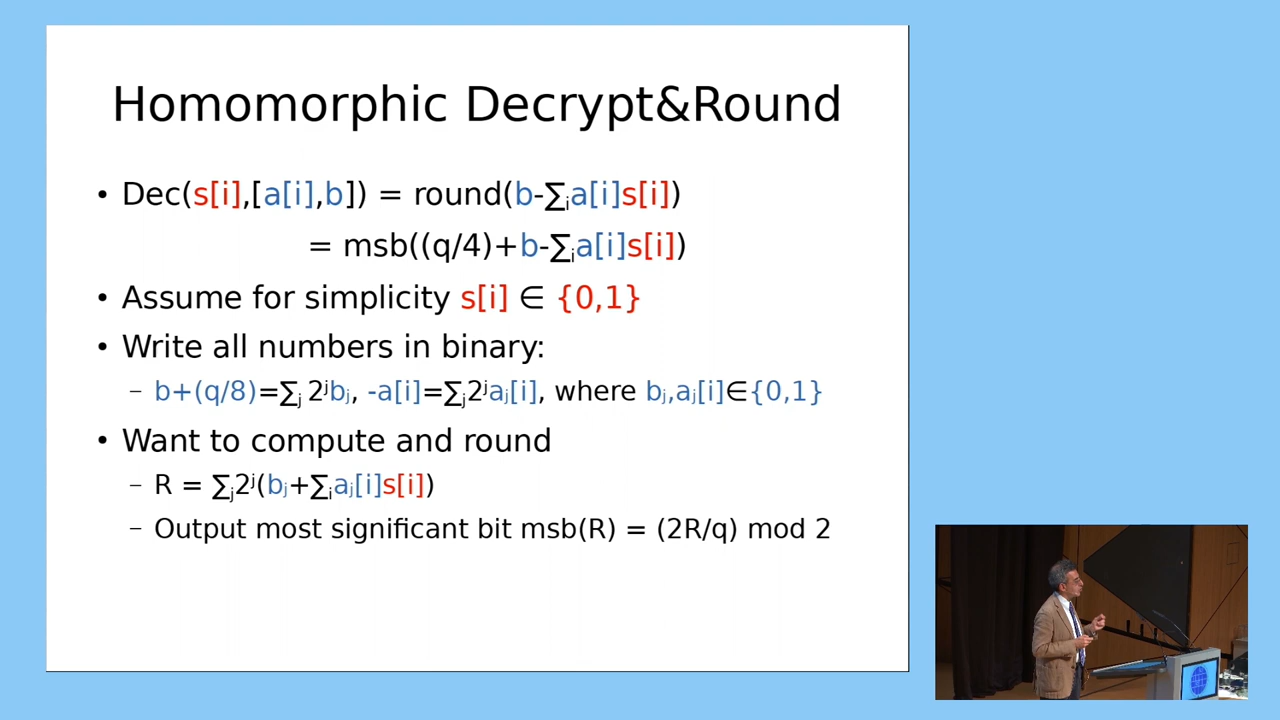 Homomorphic Decrypt&Round
• Dec(s[i],[a[i],b]) = round(b-∑ᵢa[i]s[i])
= msb((q/4)+b-∑ᵢa[i]s[i])
• Assume for simplicity s[i] ∈ {0,1}
• Write all numbers in binary:
– b+(q/8)=∑ⱼ 2ʲbⱼ, -a[i]=∑ⱼ2ʲaⱼ[i], where bⱼ,aⱼ[i]∈{0,1}
• Want to compute and round
– R = ∑ⱼ2ʲ(bⱼ+∑ᵢaⱼ[i]s[i])
– Output most significant bit msb(R) = (2R/q) mod 2